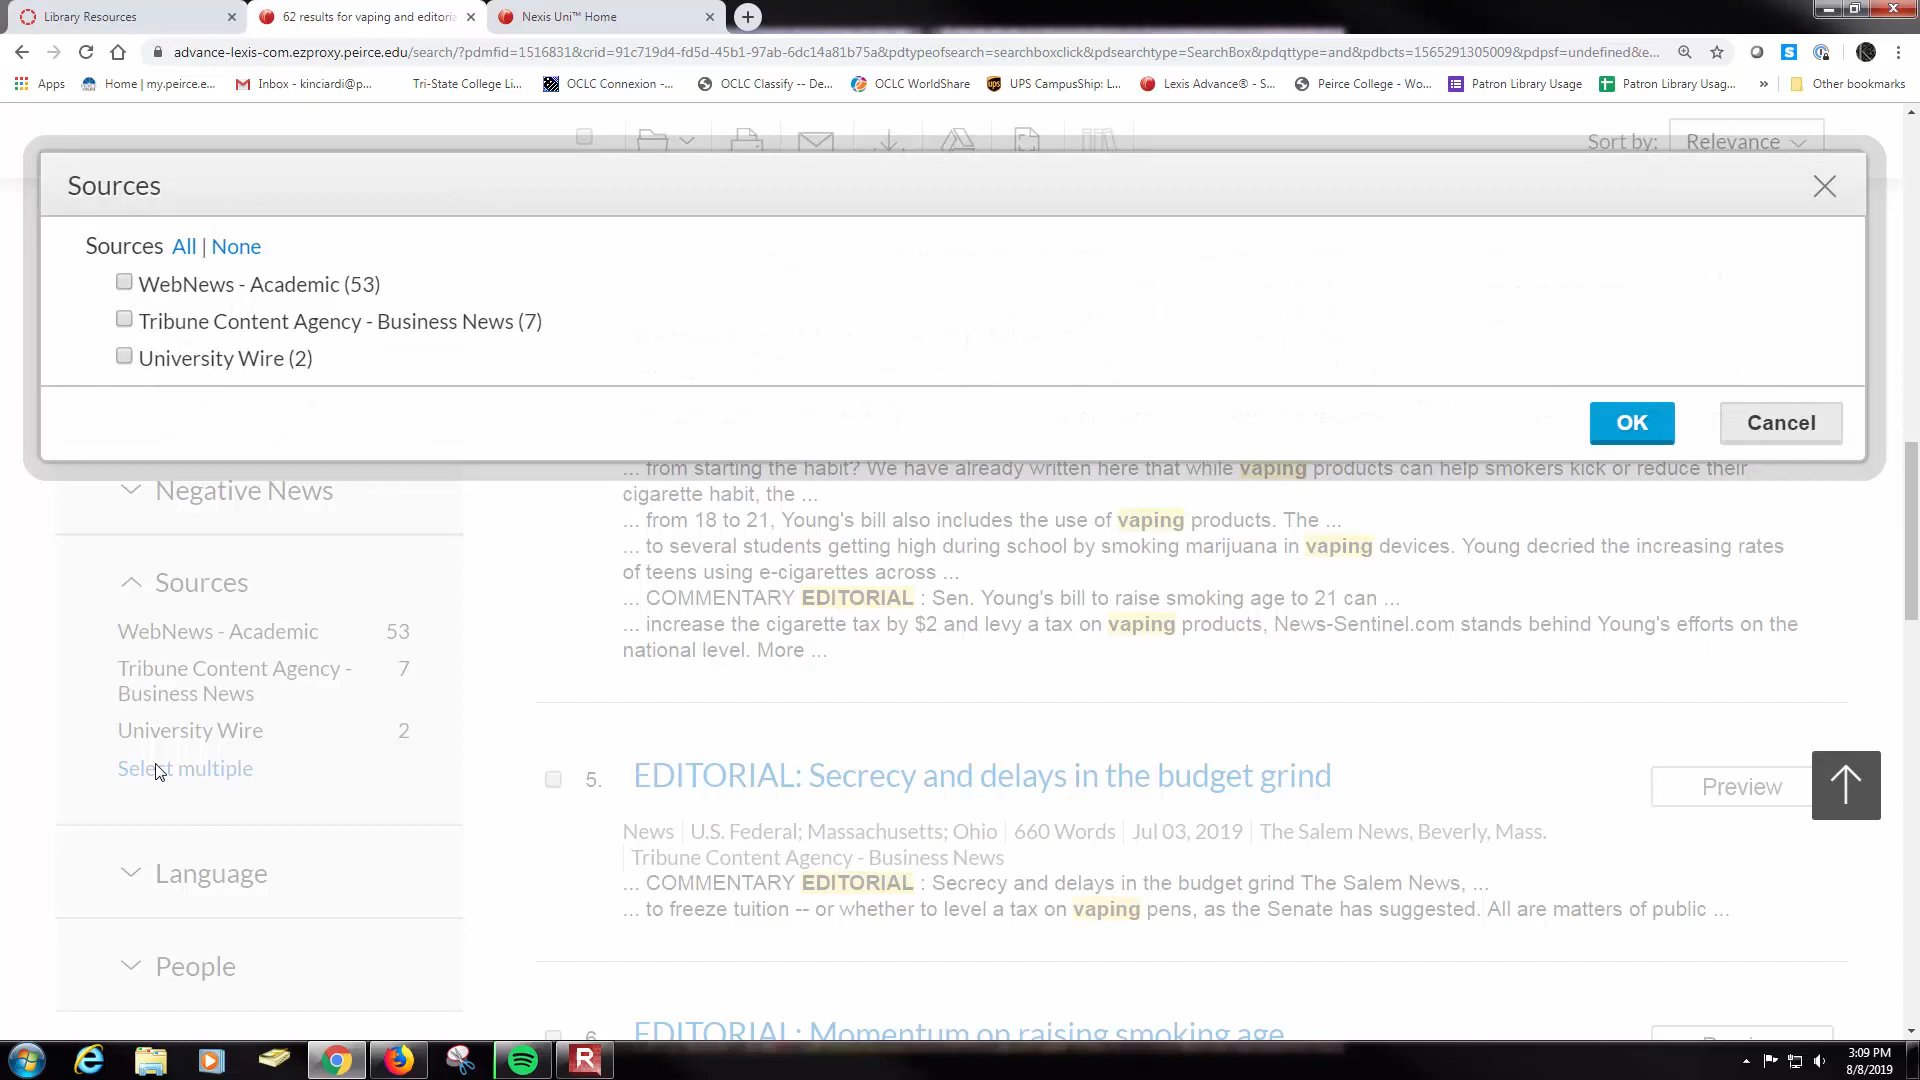 Library Resources
62 results for vaping and editoria
Nexis Uni™ Home
advance-lexis-com.ezproxy.peirce.edu/search/?pdmfid=1516831&crid=91c719d4-fd5d-45b1-97ab-6dc14a81b75a&pdtypeofsearch=searchboxclick&pdsearchtype=SearchBox&pdqttype=and&pdbcts=1565291305009&pdpsf=undefined&e...
Apps
Home | my.peirce.e...
Inbox - kinciardi@p...
Tri-State College Li...
OCLC Connexion -...
OCLC Classify -- De...
OCLC WorldShare
UPS CampusShip: L...
Lexis Advance® - S...
Peirce College - Wo...
Patron Library Usage
Patron Library Usag...
»
Other bookmarks
Sort by: Relevance
Sources
Sources All | None
WebNews - Academic (53)
Tribune Content Agency - Business News (7)
University Wire (2)
OK
Cancel
Negative News
Sources
WebNews - Academic 53
Tribune Content Agency - 7
Business News
University Wire 2
Select multiple
Language
People
... from starting the habit? We have already written here that while vaping products can help smokers kick or reduce their
cigarette habit, the ...
... from 18 to 21, Young's bill also includes the use of vaping products. The ...
... to several students getting high during school by smoking marijuana in vaping devices. Young decried the increasing rates
of teens using e-cigarettes across ...
... COMMENTARY EDITORIAL : Sen. Young's bill to raise smoking age to 21 can ...
... increase the cigarette tax by $2 and levy a tax on vaping products, News-Sentinel.com stands behind Young's efforts on the
national level. More ...
5. EDITORIAL: Secrecy and delays in the budget grind
Preview
News | U.S. Federal; Massachusetts; Ohio | 660 Words | Jul 03, 2019 | The Salem News, Beverly, Mass.
Tribune Content Agency - Business News
... COMMENTARY EDITORIAL : Secrecy and delays in the budget grind The Salem News, ...
... to freeze tuition -- or whether to level a tax on vaping pens, as the Senate has suggested. All are matters of public ...
6. EDITORIAL: Momentum on raising smoking age
3:09 PM
8/8/2019